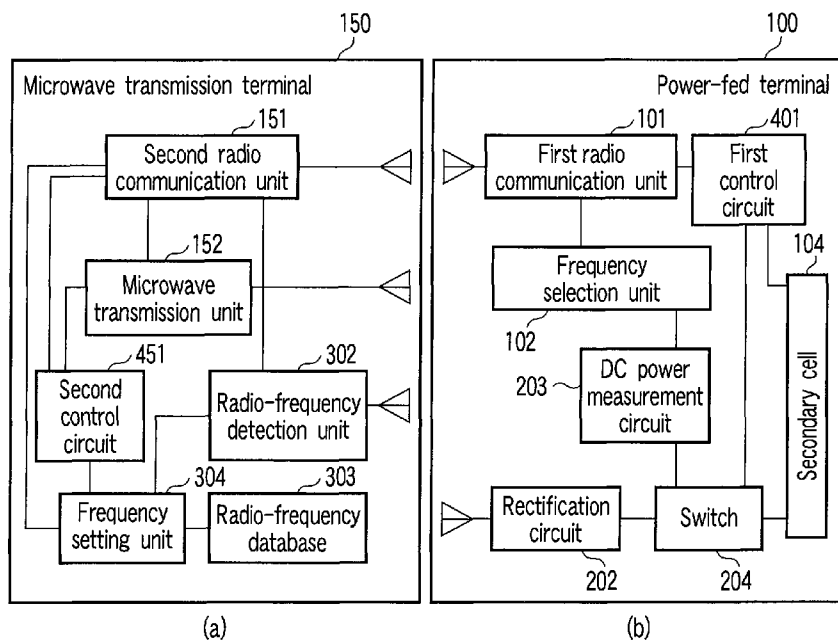 150
Microwave transmission terminal
151
Second radio
communication unit
152
Microwave
transmission unit
451
Second
control
circuit
302
Radio-frequency
detection unit
304
Frequency
setting unit
303
Radio-frequency
database
(a)
100
Power-fed terminal
101
First radio
communication unit
401
First
control
circuit
104
Secondary cell
Frequency
selection unit
102
203
DC power
measurement
circuit
Rectification
circuit
202
Switch
204
(b)